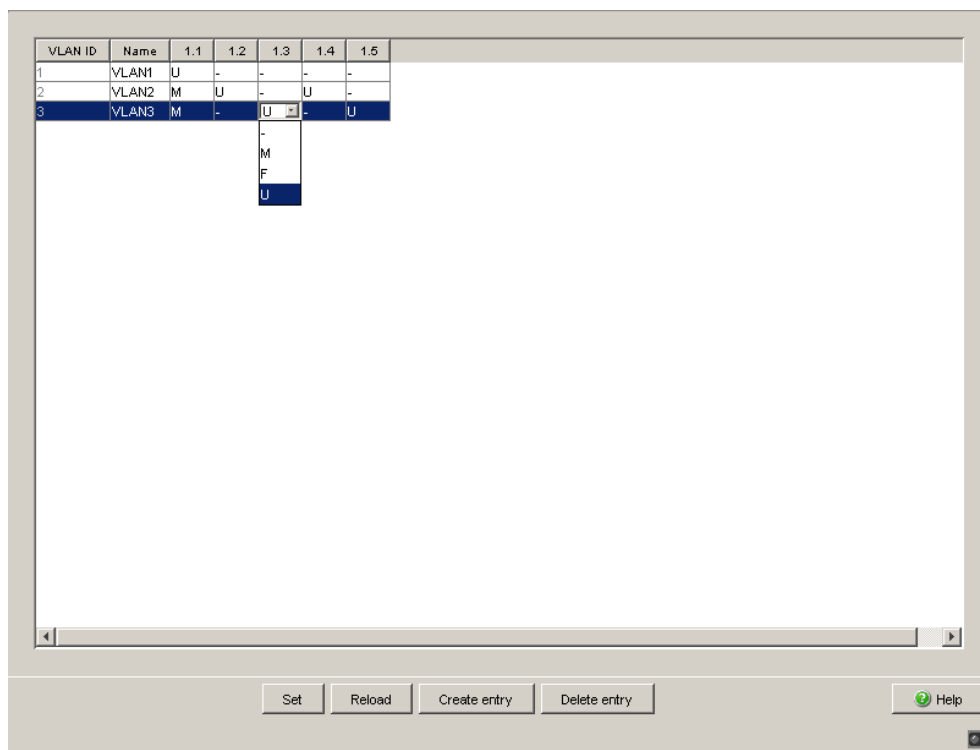 VLAN ID Name 1.1 1.2 1.3 1.4 1.5
1 VLAN1 U - - - -
2 VLAN2 M U - U -
3 VLAN3 M - U - U
-
M
F
U
Set Reload Create entry Delete entry Help